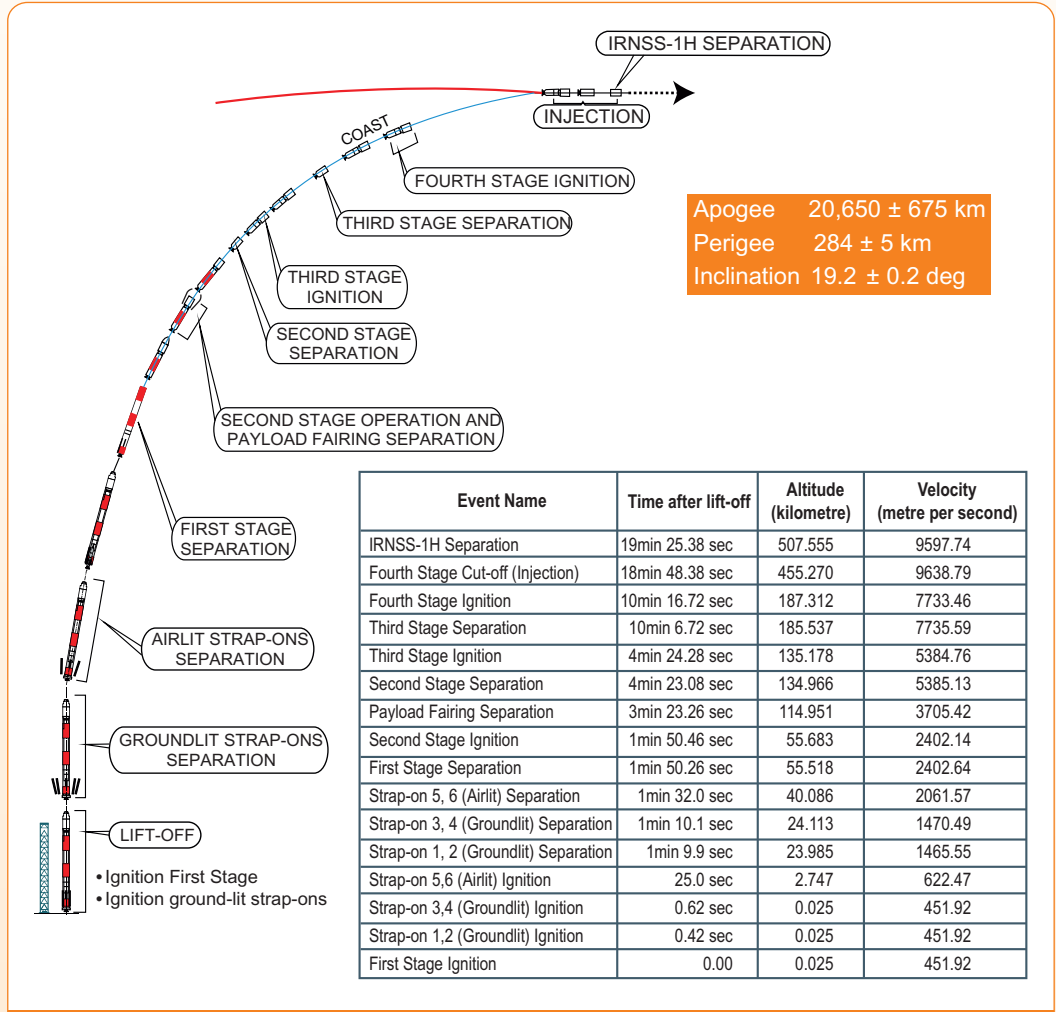 IRNSS-1H SEPARATION
INJECTION
COAST
FOURTH STAGE IGNITION
THIRD STAGE SEPARATION
THIRD STAGE
IGNITION
SECOND STAGE
SEPARATION
SECOND STAGE OPERATION AND
PAYLOAD FAIRING SEPARATION
FIRST STAGE
SEPARATION
AIRLIT STRAP-ONS
SEPARATION
GROUNDLIT STRAP-ONS
SEPARATION
LIFT-OFF
• Ignition First Stage
• Ignition ground-lit strap-ons
Apogee 20,650 ± 675 km
Perigee 284 ± 5 km
Inclination 19.2 ± 0.2 deg
Event Name Time after lift-off Altitude (kilometre) Velocity (metre per second)
IRNSS-1H Separation 19min 25.38 sec 507.555 9597.74
Fourth Stage Cut-off (Injection) 18min 48.38 sec 455.270 9638.79
Fourth Stage Ignition 10min 16.72 sec 187.312 7733.46
Third Stage Separation 10min 6.72 sec 185.537 7735.59
Third Stage Ignition 4min 24.28 sec 135.178 5384.76
Second Stage Separation 4min 23.08 sec 134.966 5385.13
Payload Fairing Separation 3min 23.26 sec 114.951 3705.42
Second Stage Ignition 1min 50.46 sec 55.683 2402.14
First Stage Separation 1min 50.26 sec 55.518 2402.64
Strap-on 5, 6 (Airlit) Separation 1min 32.0 sec 40.086 2061.57
Strap-on 3, 4 (Groundlit) Separation 1min 10.1 sec 24.113 1470.49
Strap-on 1, 2 (Groundlit) Separation 1min 9.9 sec 23.985 1465.55
Strap-on 5,6 (Airlit) Ignition 25.0 sec 2.747 622.47
Strap-on 3,4 (Groundlit) Ignition 0.62 sec 0.025 451.92
Strap-on 1,2 (Groundlit) Ignition 0.42 sec 0.025 451.92
First Stage Ignition 0.00 0.025 451.92